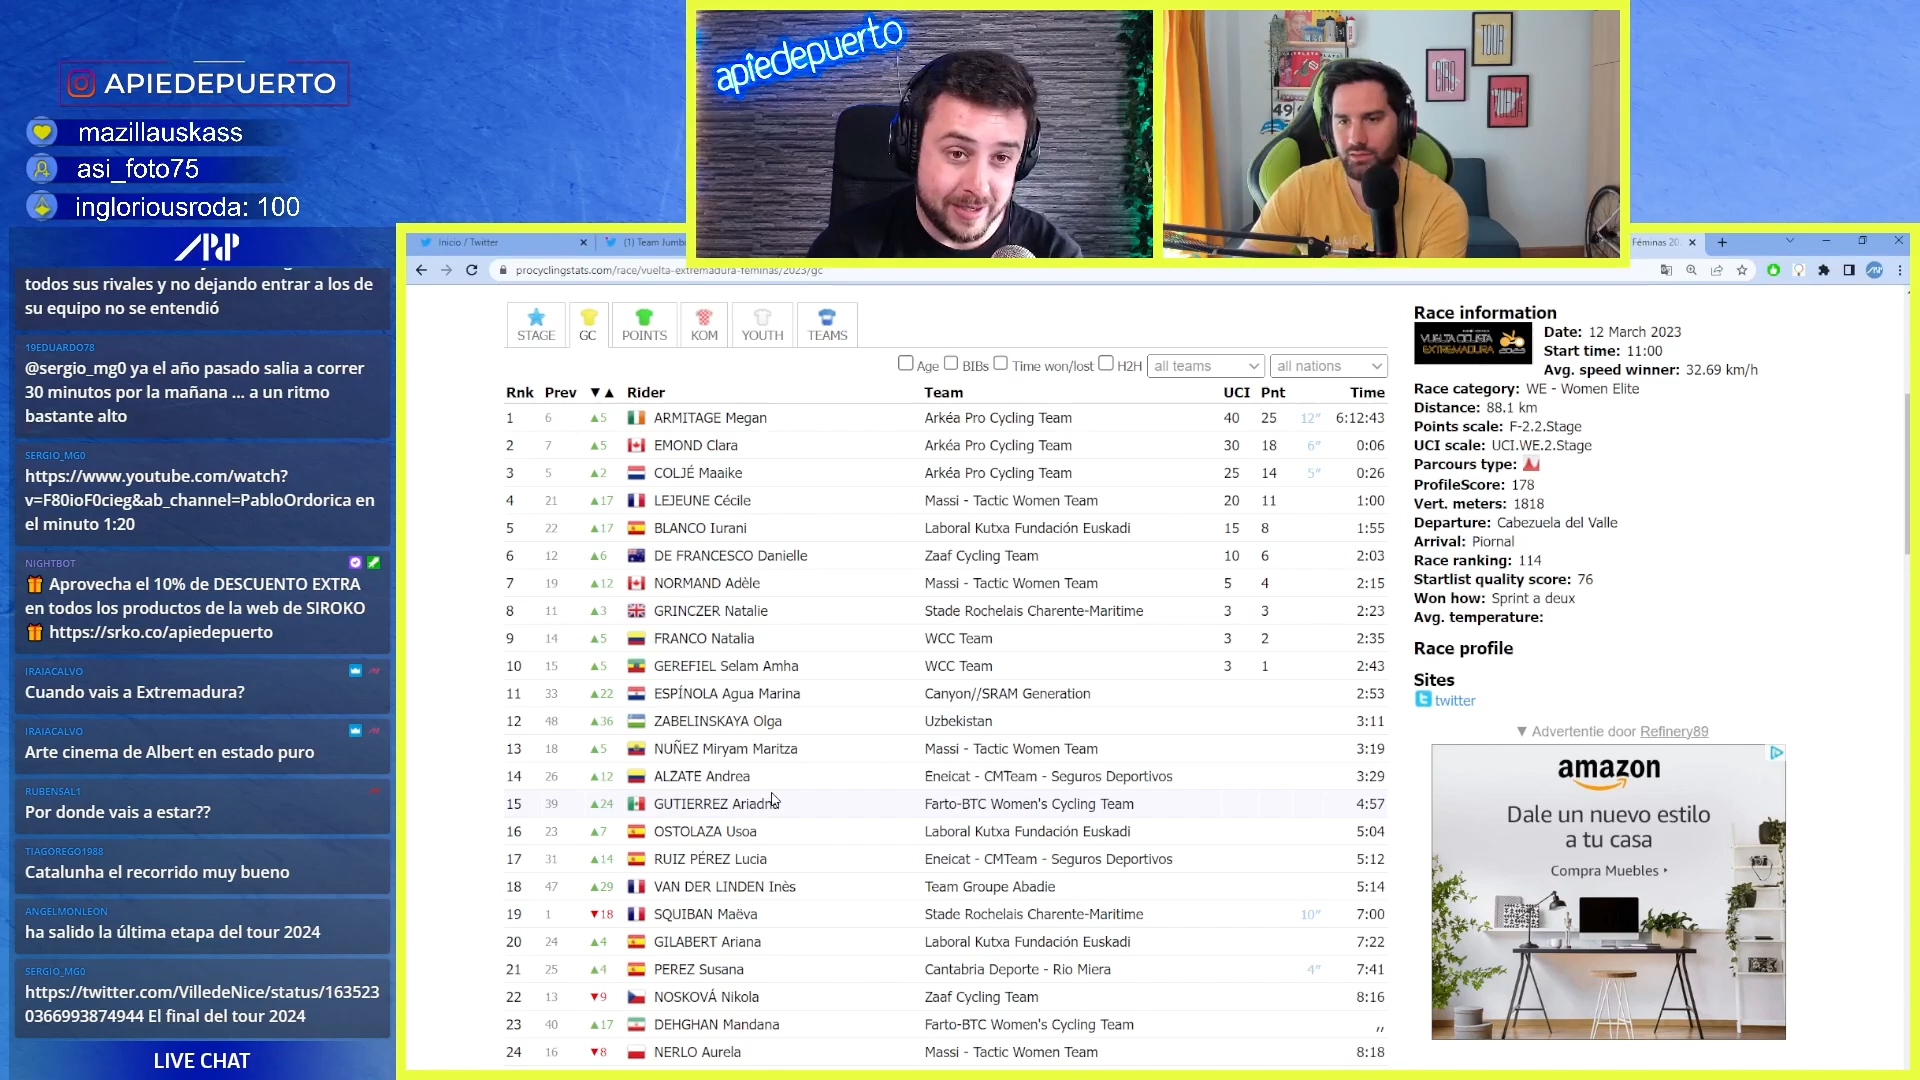 APIEDEPUERTO
mazillauskass
asi_foto75
ingloriousroda: 100
todos sus rivales y no dejando entrar a los de
su equipo no se entendió
19EDUARDO78
@sergio_mg0 ya el año pasado salia a correr
30 minutos por la mañana ... a un ritmo
bastante alto
SERGIO_MG0
https://www.youtube.com/watch?
v=F80ioF0cieg&ab_channel=PabloOrdorica en
el minuto 1:20
NIGHTBOT
Aprovecha el 10% de DESCUENTO EXTRA
en todos los productos de la web de SIROKO
https://srko.co/apiedepuerto
IRAIACALVO
Cuando vais a Extremadura?
IRAIACALVO
Arte cinema de Albert en estado puro
RUBENSAL1
Por donde vais a estar??
TIAGOREGO1988
Catalunha el recorrido muy bueno
ANGELMONLEON
ha salido la última etapa del tour 2024
SERGIO_MG0
https://twitter.com/VilledeNice/status/163523
0366993874944 El final del tour 2024
LIVE CHAT
apiedepuerto
TOUR
GIRO
49
Inicio / Twitter
(1) Team Jumb
Féminas 20
procyclingstats.com/race/vuelta-extremadura-feminas/2023/gc
STAGE GC POINTS KOM YOUTH TEAMS
Age BIBs Time won/lost H2H all teams all nations
Rnk Prev ▼▲ Rider Team UCI Pnt Time
1 6 ▲5 ARMITAGE Megan Arkéa Pro Cycling Team 40 25 12″ 6:12:43
2 7 ▲5 EMOND Clara Arkéa Pro Cycling Team 30 18 6″ 0:06
3 5 ▲2 COLJÉ Maaike Arkéa Pro Cycling Team 25 14 5″ 0:26
4 21 ▲17 LEJEUNE Cécile Massi - Tactic Women Team 20 11 1:00
5 22 ▲17 BLANCO Iurani Laboral Kutxa Fundación Euskadi 15 8 1:55
6 12 ▲6 DE FRANCESCO Danielle Zaaf Cycling Team 10 6 2:03
7 19 ▲12 NORMAND Adèle Massi - Tactic Women Team 5 4 2:15
8 11 ▲3 GRINCZER Natalie Stade Rochelais Charente-Maritime 3 3 2:23
9 14 ▲5 FRANCO Natalia WCC Team 3 2 2:35
10 15 ▲5 GEREFIEL Selam Amha WCC Team 3 1 2:43
11 33 ▲22 ESPÍNOLA Agua Marina Canyon//SRAM Generation 2:53
12 48 ▲36 ZABELINSKAYA Olga Uzbekistan 3:11
13 18 ▲5 NUÑEZ Miryam Maritza Massi - Tactic Women Team 3:19
14 26 ▲12 ALZATE Andrea Eneicat - CMTeam - Seguros Deportivos 3:29
15 39 ▲24 GUTIERREZ Ariadna Farto-BTC Women's Cycling Team 4:57
16 23 ▲7 OSTOLAZA Usoa Laboral Kutxa Fundación Euskadi 5:04
17 31 ▲14 RUIZ PÉREZ Lucia Eneicat - CMTeam - Seguros Deportivos 5:12
18 47 ▲29 VAN DER LINDEN Inès Team Groupe Abadie 5:14
19 1 ▼18 SQUIBAN Maëva Stade Rochelais Charente-Maritime 10″ 7:00
20 24 ▲4 GILABERT Ariana Laboral Kutxa Fundación Euskadi 7:22
21 25 ▲4 PEREZ Susana Cantabria Deporte - Rio Miera 4″ 7:41
22 13 ▼9 NOSKOVÁ Nikola Zaaf Cycling Team 8:16
23 40 ▲17 DEHGHAN Mandana Farto-BTC Women's Cycling Team ,,
24 16 ▼8 NERLO Aurela Massi - Tactic Women Team 8:18
Race information
VUELTA CICLISTA
EXTREMADURA
Date: 12 March 2023
Start time: 11:00
Avg. speed winner: 32.69 km/h
Race category: WE - Women Elite
Distance: 88.1 km
Points scale: F-2.2.Stage
UCI scale: UCI.WE.2.Stage
Parcours type:
ProfileScore: 178
Vert. meters: 1818
Departure: Cabezuela del Valle
Arrival: Piornal
Race ranking: 114
Startlist quality score: 76
Won how: Sprint a deux
Avg. temperature:
Race profile
Sites
twitter
▼ Advertentie door Refinery89
amazon
Dale un nuevo estilo
a tu casa
Compra Muebles ▸